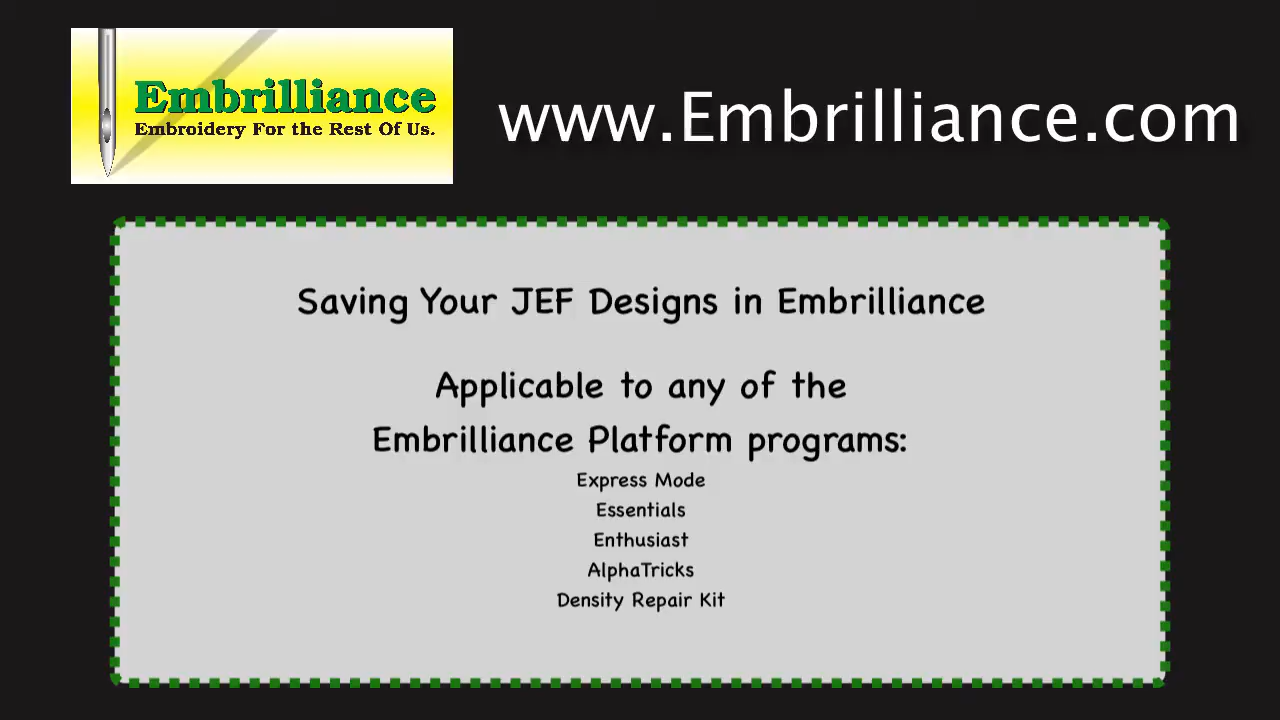 Embrilliance
Embroidery For the Rest Of Us.
www.Embrilliance.com
Saving Your JEF Designs in Embrilliance
Applicable to any of the
Embrilliance Platform programs:
Express Mode
Essentials
Enthusiast
AlphaTricks
Density Repair Kit